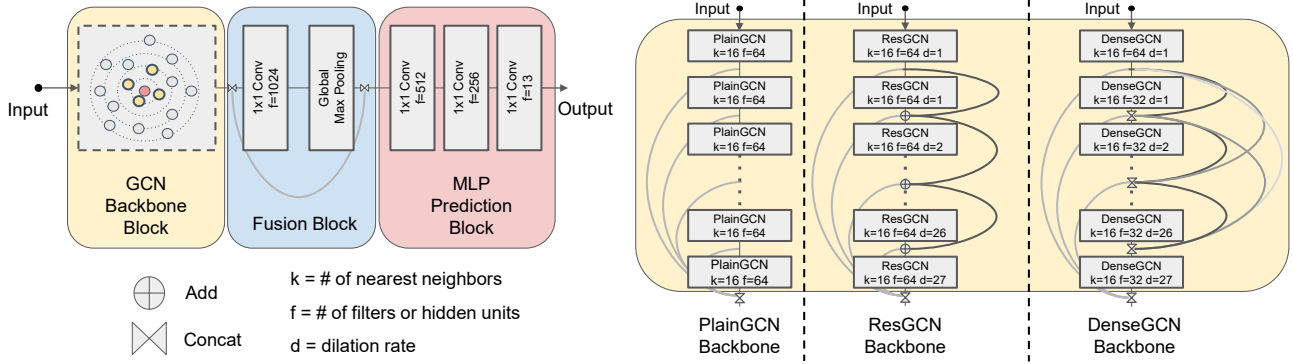 Input
1x1 Conv
f=1024
Global
Max Pooling
1x1 Conv
f=512
1x1 Conv
f=256
1x1 Conv
f=13
Output
GCN
Backbone
Block
Fusion Block
MLP
Prediction
Block
Add
Concat
k = # of nearest neighbors
f = # of filters or hidden units
d = dilation rate
Input
PlainGCN
k=16 f=64
PlainGCN
k=16 f=64
PlainGCN
k=16 f=64
PlainGCN
k=16 f=64
PlainGCN
k=16 f=64
PlainGCN
Backbone
Input
ResGCN
k=16 f=64 d=1
ResGCN
k=16 f=64 d=1
ResGCN
k=16 f=64 d=2
ResGCN
k=16 f=64 d=26
ResGCN
k=16 f=64 d=27
ResGCN
Backbone
Input
DenseGCN
k=16 f=64 d=1
DenseGCN
k=16 f=32 d=1
DenseGCN
k=16 f=32 d=2
DenseGCN
k=16 f=32 d=26
DenseGCN
k=16 f=32 d=27
DenseGCN
Backbone